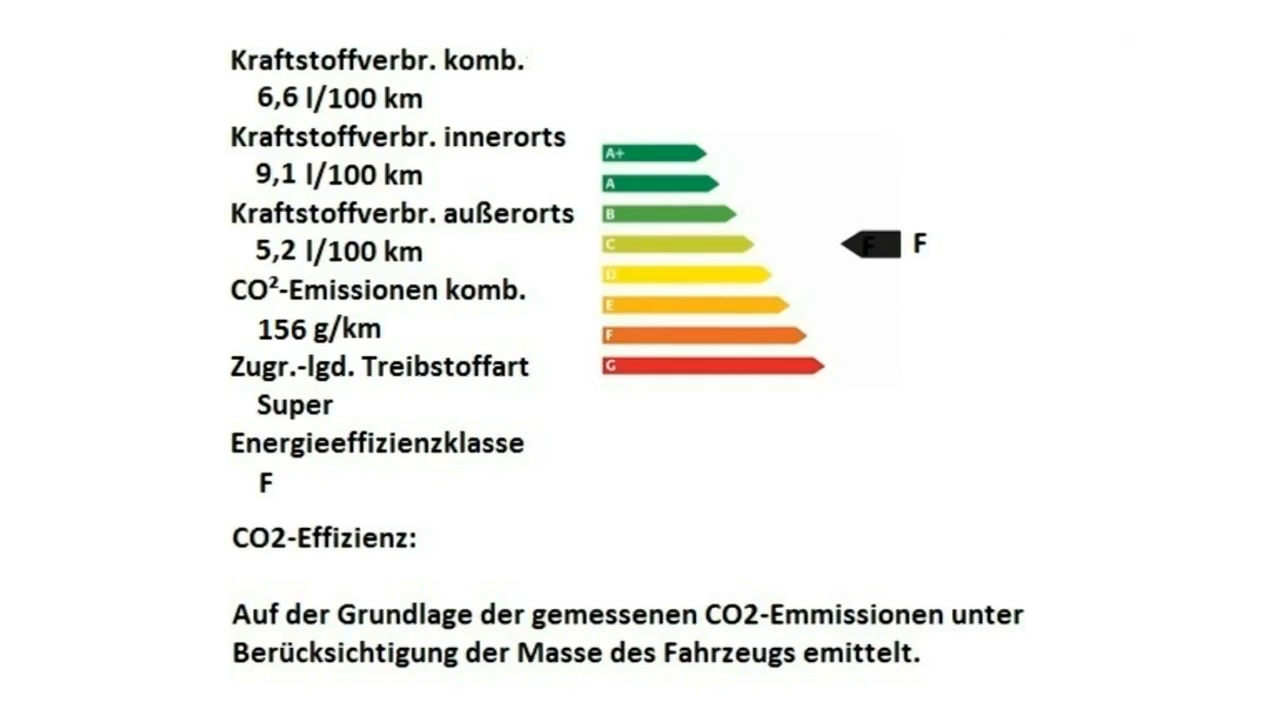 Kraftstoffverbr. komb.
6,6 l/100 km
Kraftstoffverbr. innerorts
9,1 l/100 km
Kraftstoffverbr. außerorts
5,2 l/100 km
CO²-Emissionen komb.
156 g/km
Zugr.-lgd. Treibstoffart
Super
Energieeffizienzklasse
F
A+
A
B
C
D
E
F
G
F F
CO2-Effizienz:
Auf der Grundlage der gemessenen CO2-Emmissionen unter
Berücksichtigung der Masse des Fahrzeugs emittelt.